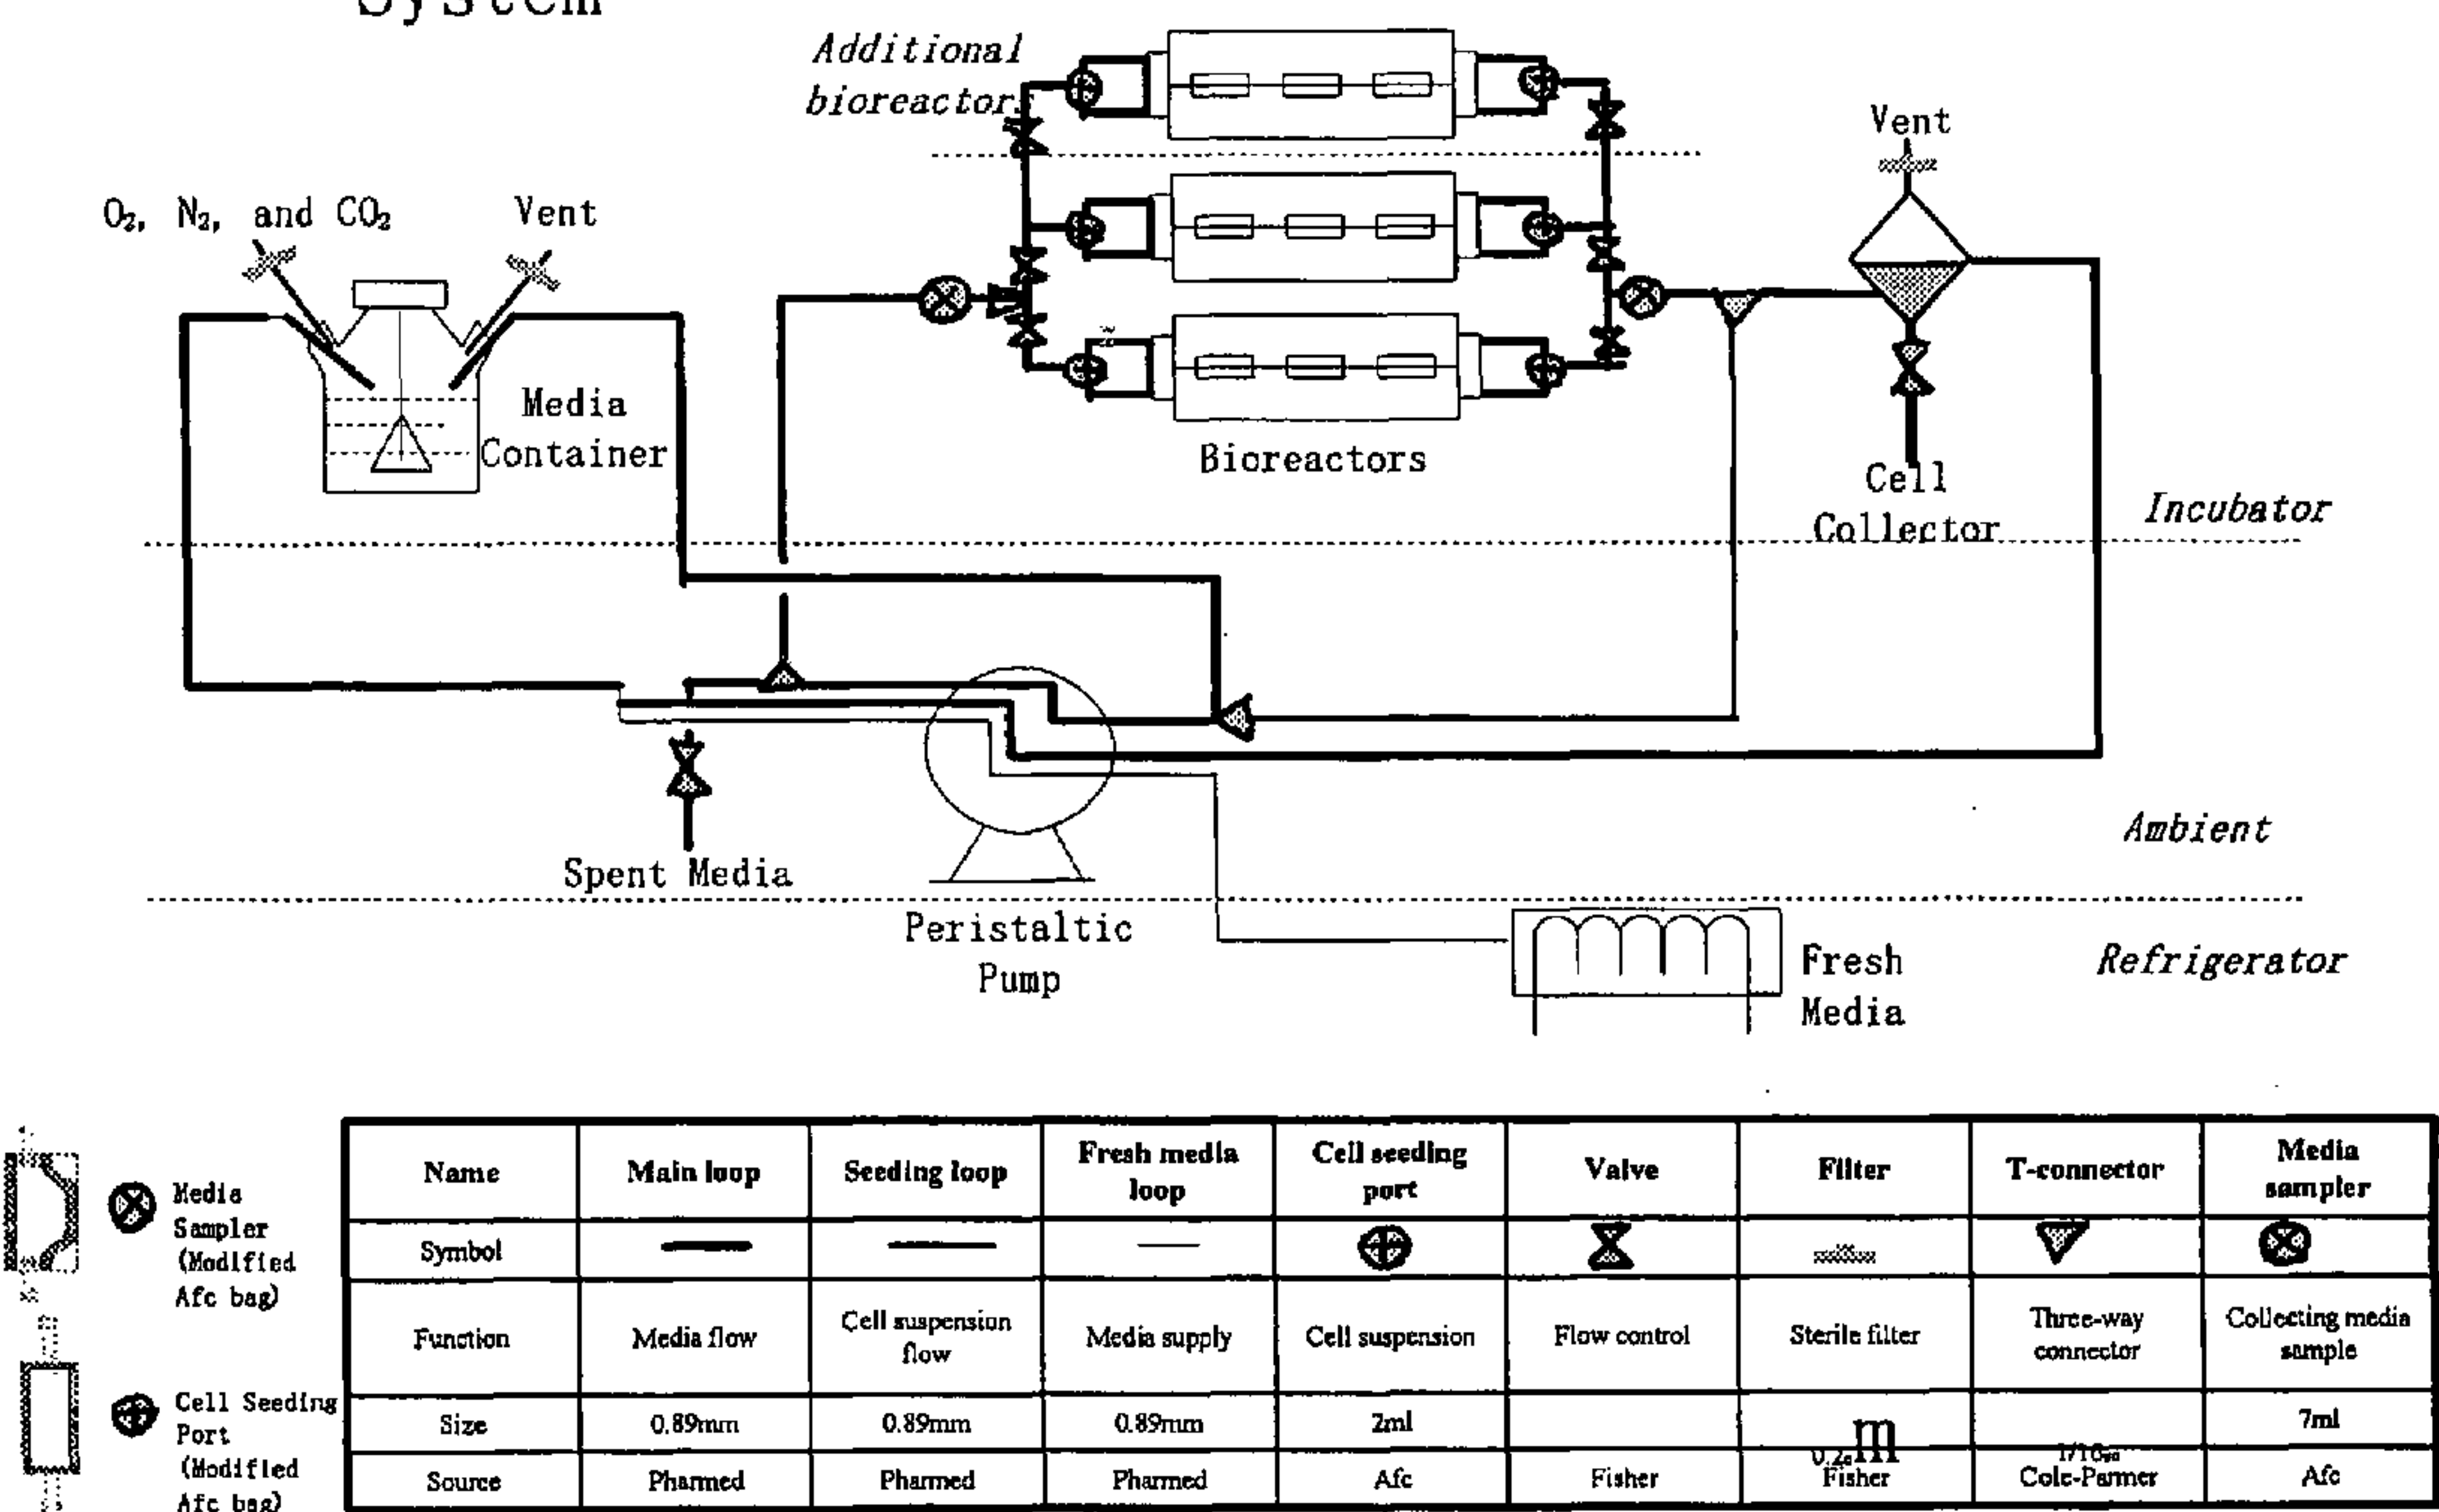 System
Additional
bioreactors
Vent
O₂, N₂, and CO₂
Vent
Media
Container
Bioreactors
Cell
Collector
Incubator
Ambient
Spent Media
Peristaltic
Pump
Fresh
Media
Refrigerator
Media
Sampler
(Modified
Afc bag)
Cell Seeding
Port
(Modified
Afc bag)
Name Main loop Seeding loop Fresh media loop Cell seeding port Valve Filter T-connector Media sampler
Symbol
Function Media flow Cell suspension flow Media supply Cell suspension Flow control Sterile filter Three-way connector Collecting media sample
Size 0.89mm 0.89mm 0.89mm 2ml m 7ml
Source Pharmed Pharmed Pharmed Afc Fisher Fisher Cole-Parmer Afc